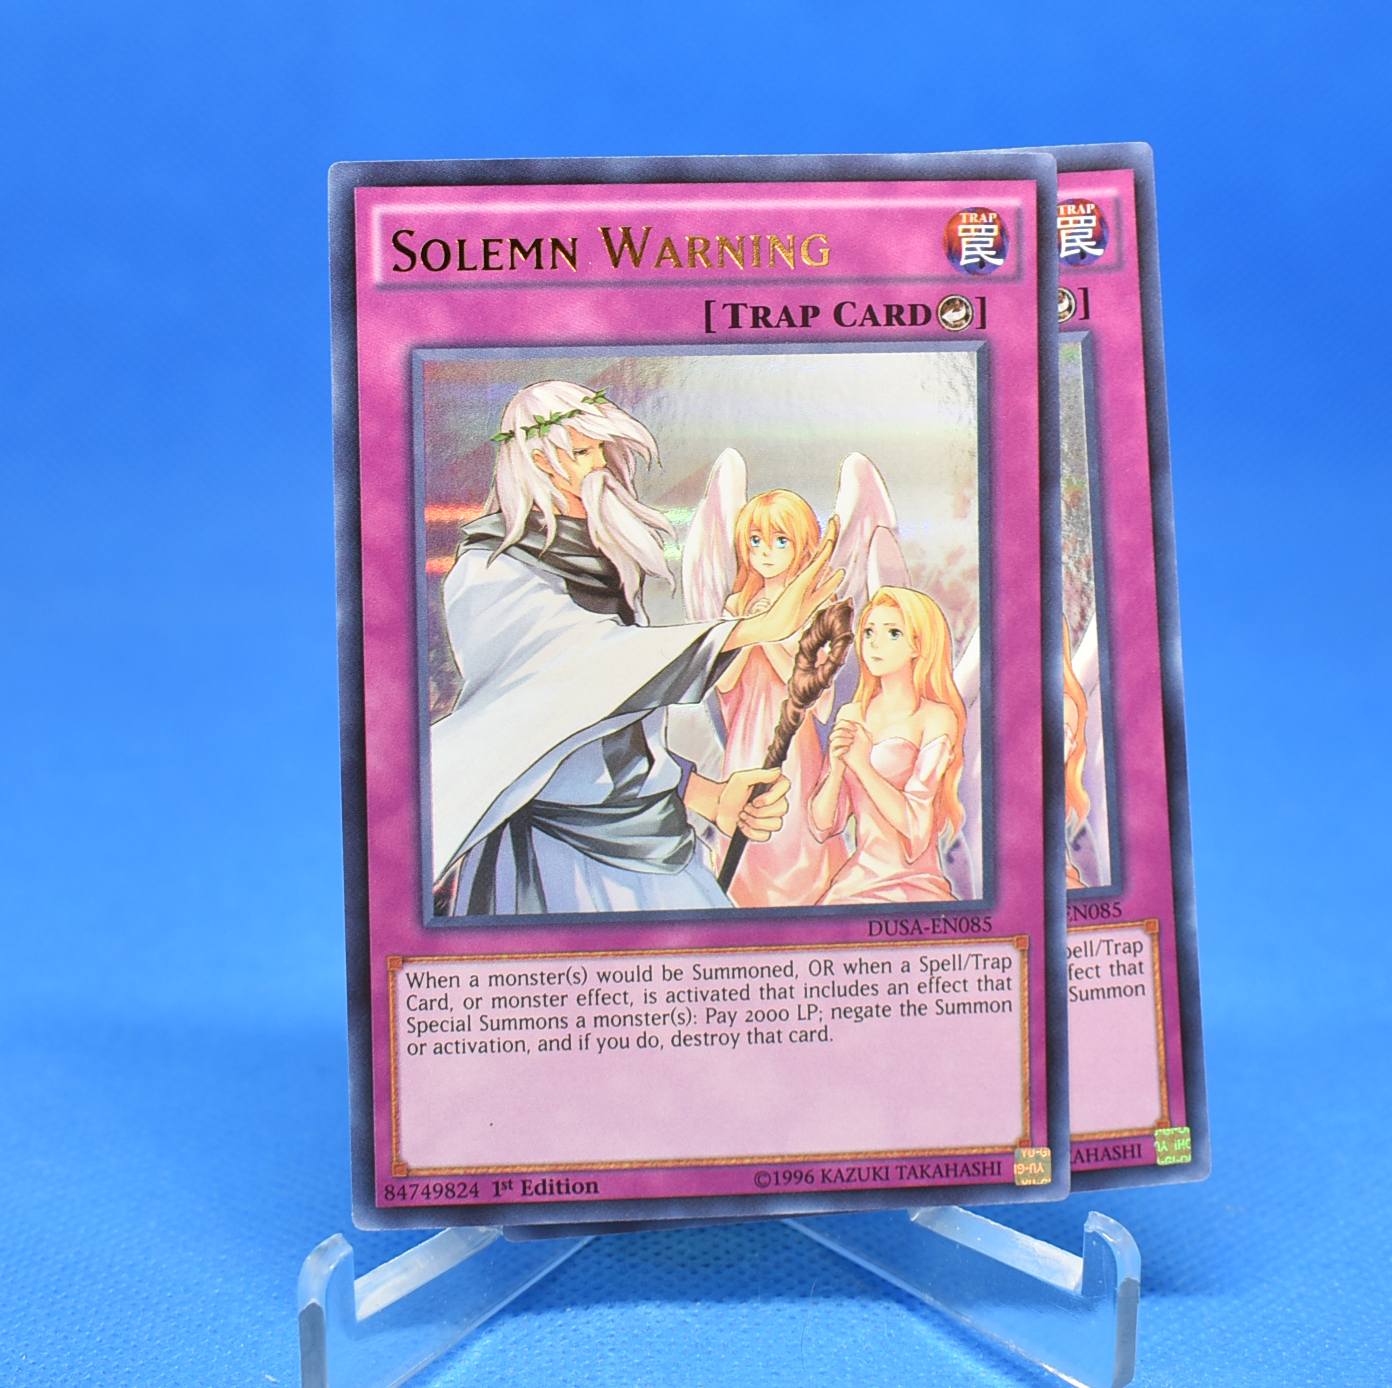 SOLEMN WARNING
TRAP
罠
[TRAP CARD]
DUSA-EN085
When a monster(s) would be Summoned, OR when a Spell/Trap
Card, or monster effect, is activated that includes an effect that
Special Summons a monster(s): Pay 2000 LP; negate the Summon
or activation, and if you do, destroy that card.
84749824 1st Edition
©1996 KAZUKI TAKAHASHI
TRAP
罠
]
EN085
pell/Trap
fect that
Summon
AHASHI